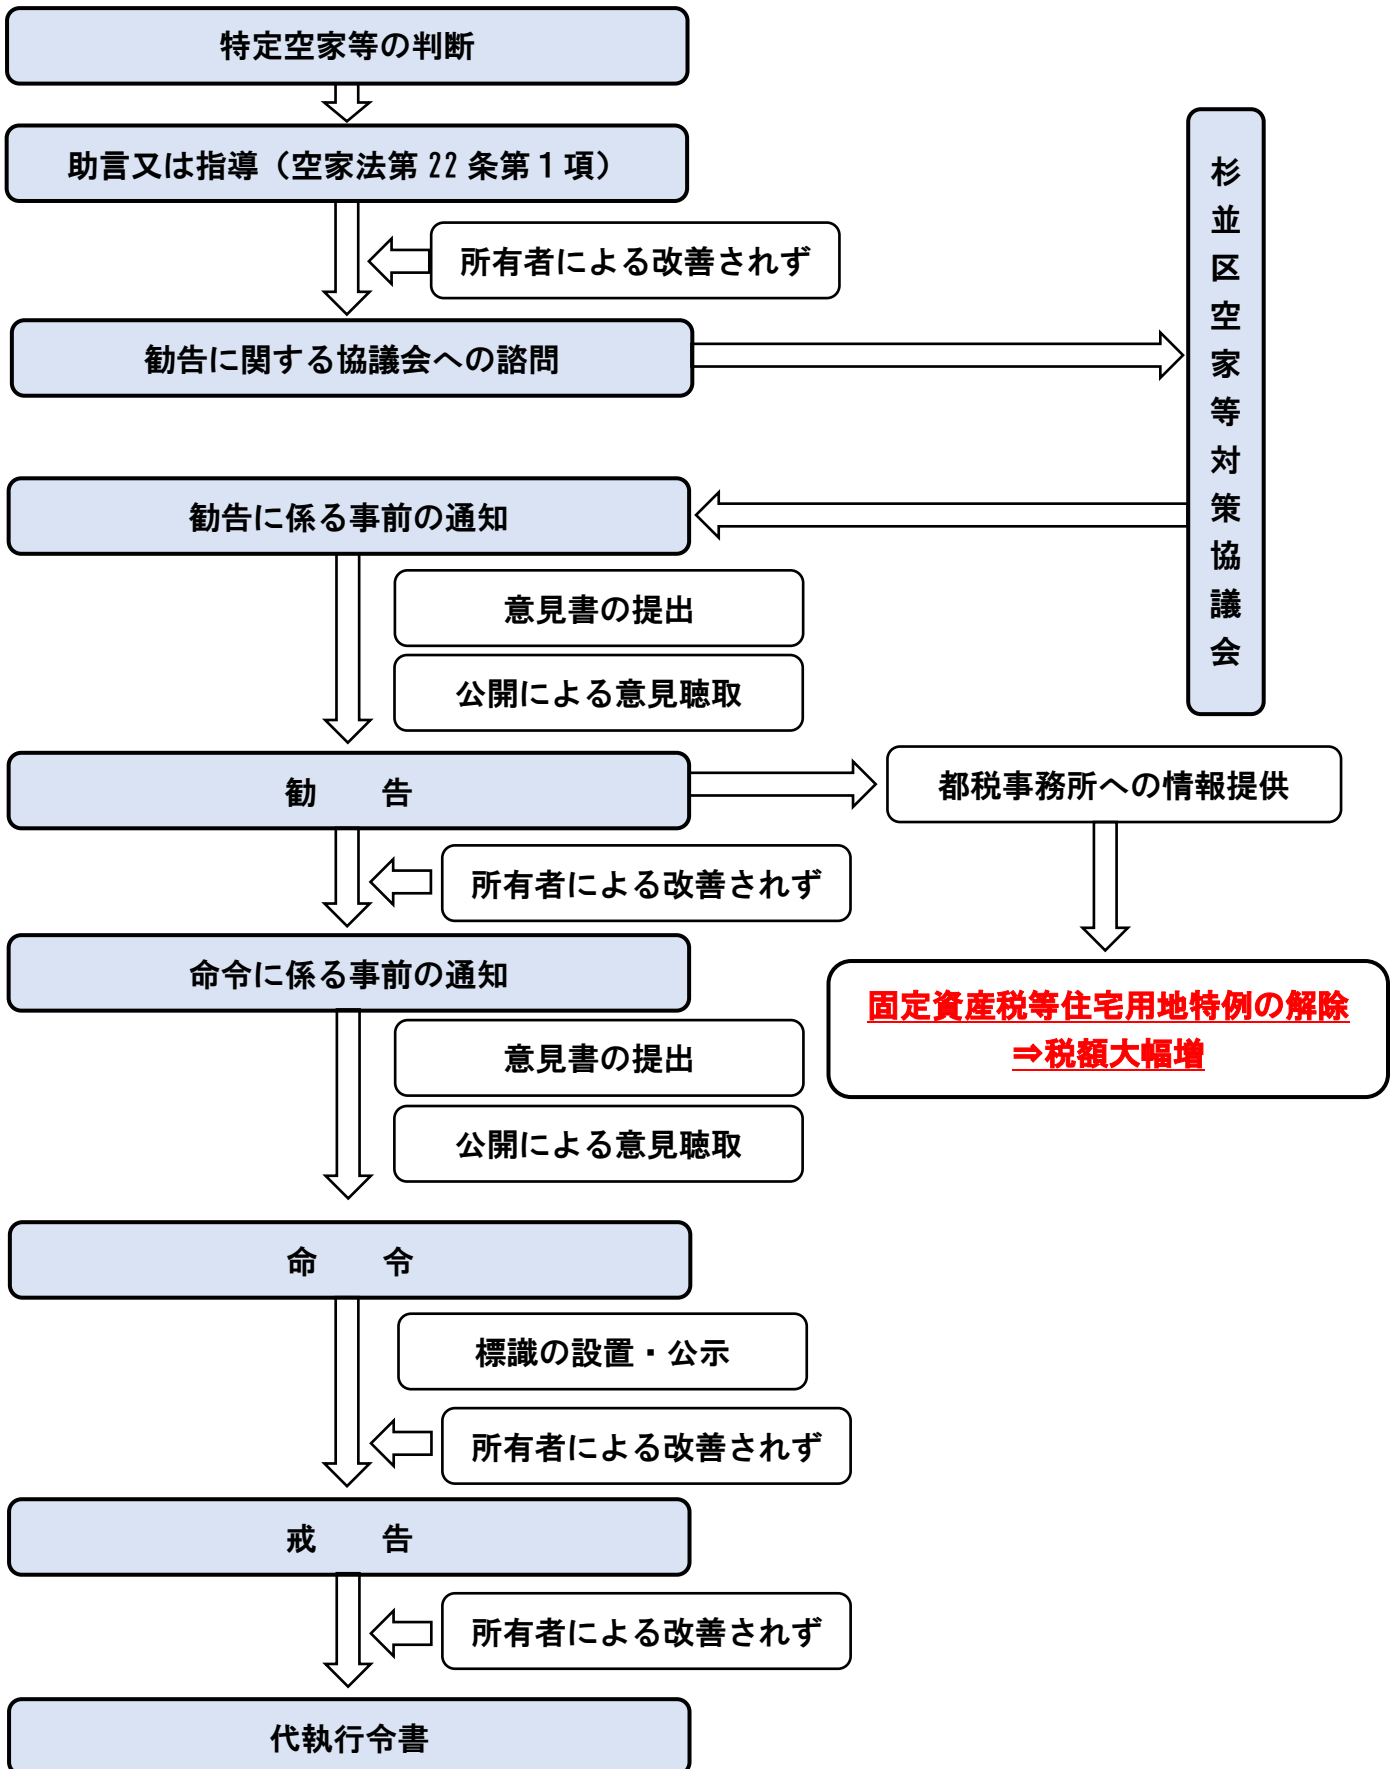 特定空家等の判断
助言又は指導（空家法第 22 条第１項）
所有者による改善されず
勧告に関する協議会への諮問
杉並区空家等対策協議会
勧告に係る事前の通知
意見書の提出
公開による意見聴取
勧　　告
都税事務所への情報提供
所有者による改善されず
命令に係る事前の通知
固定資産税等住宅用地特例の解除
⇒税額大幅増
意見書の提出
公開による意見聴取
命　　令
標識の設置・公示
所有者による改善されず
戒　　告
所有者による改善されず
代執行令書